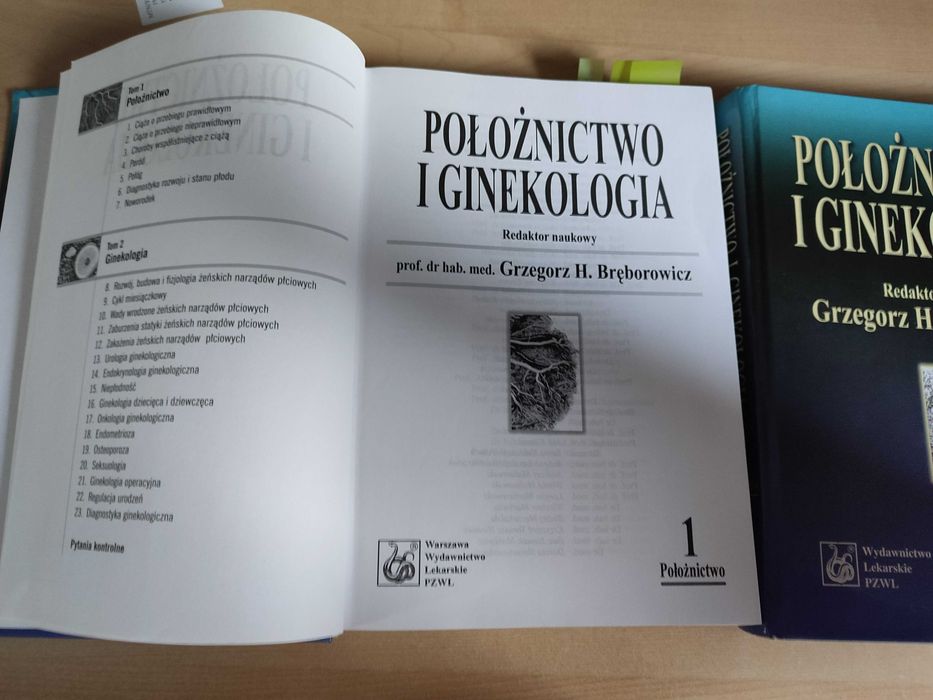 Tom 1
Położnictwo
1. Ciąża o przebiegu prawidłowym
2. Ciąża o przebiegu nieprawidłowym
3. Choroby współistniejące z ciążą
4. Poród
5. Połóg
6. Diagnostyka rozwoju i stanu płodu
7. Noworodek
Tom 2
Ginekologia
8. Rozwój, budowa i fizjologia żeńskich narządów płciowych
9. Cykl miesiączkowy
10. Wady wrodzone żeńskich narządów płciowych
11. Zaburzenia statyki żeńskich narządów płciowych
12. Zakażenia żeńskich narządów płciowych
13. Urologia ginekologiczna
14. Endokrynologia ginekologiczna
15. Niepłodność
16. Ginekologia dziecięca i dziewczęca
17. Onkologia ginekologiczna
18. Endometrioza
19. Osteoporoza
20. Seksuologia
21. Ginekologia operacyjna
22. Regulacja urodzeń
23. Diagnostyka ginekologiczna
Pytania kontrolne
POŁOŻNICTWO
I GINEKOLOGIA
Redaktor naukowy
prof. dr hab. med. Grzegorz H. Bręborowicz
1
Położnictwo
Warszawa
Wydawnictwo
Lekarskie
PZWL
POŁOŻNICTWO I GINEKOLOGIA
POŁOŻN
I GINEKO
Redakto
Grzegorz H
Wydawnictwo
Lekarskie
PZWL